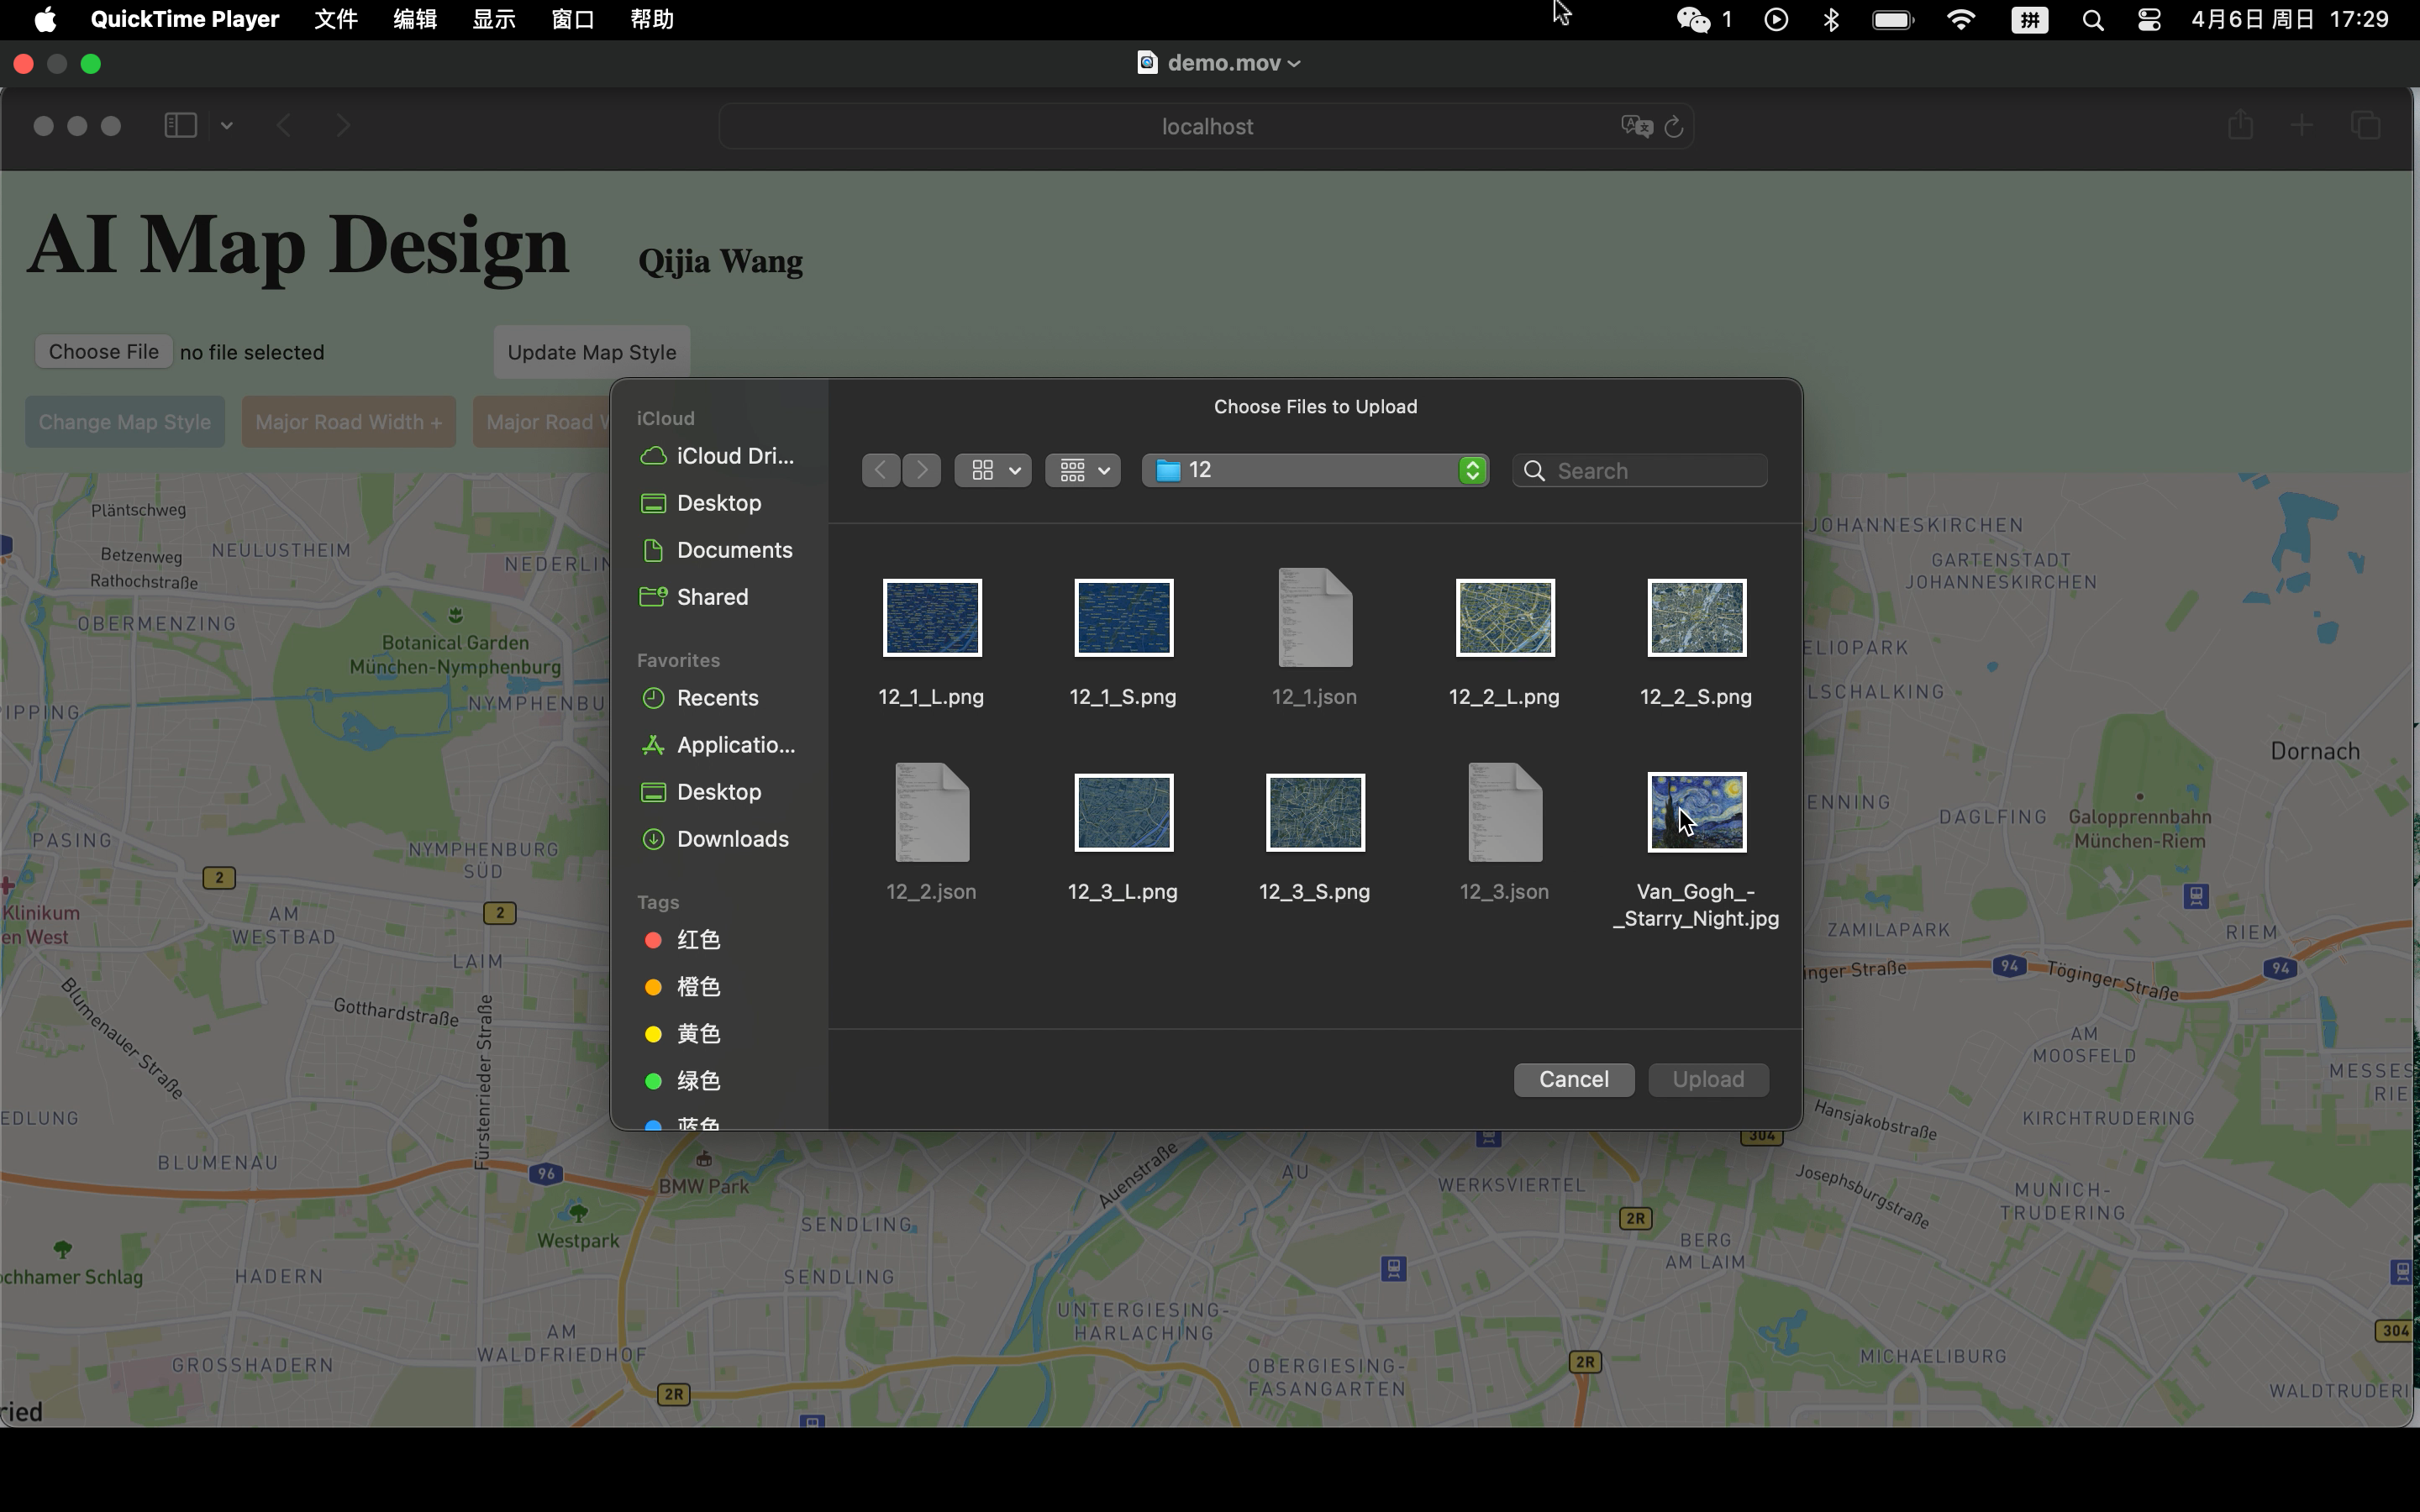 QuickTime Player 文件 编辑 显示 窗口 帮助 1 拼 4月6日 周日 17:29
demo.mov
localhost
AI Map Design Qijia Wang
Choose File no file selected Update Map Style
Change Map Style Major Road Width + Major Road W
Choose Files to Upload
12
Search
iCloud
iCloud Dri...
Desktop
Documents
Shared
Favorites
Recents
Applicatio...
Desktop
Downloads
Tags
红色
橙色
黄色
绿色
蓝色
12_1_L.png 12_1_S.png 12_1.json 12_2_L.png 12_2_S.png
12_2.json 12_3_L.png 12_3_S.png 12_3.json Van_Gogh_-
_Starry_Night.jpg
Cancel Upload
Pläntschweg
Betzenweg
NEULUSTHEIM
NEDERLIN
Rathochstraße
OBERMENZING
Botanical Garden
München-Nymphenburg
NYMPHENBU
IPPING
PASING
NYMPHENBURG
SÜD
2
2
Klinikum
en West
AM
WESTBAD
LAIM
Blumenauer Straße
Gotthardstraße
Fürstenrieder Straße
EDLUNG
BLUMENAU
96
BMW Park
Westpark
SENDLING
ochhamer Schlag
HADERN
SENDLING
AM
WALDFRIEDHOF
GROSSHADERN
2R
ried
Auenstraße
AU
WERKSVIERTEL
UNTERGIESING-
HARLACHING
OBERGIESING-
FASANGARTEN
2R
2R
BERG
AM LAIM
304
Hansjakobstraße
Josephsburgstraße
MUNICH-
TRUDERING
KIRCHTRUDERING
MICHAELIBURG
WALDTRUDERI
304
JOHANNESKIRCHEN
GARTENSTADT
JOHANNESKIRCHEN
ELIOPARK
LSCHALKING
Dornach
ENNING
DAGLFING
Galopprennbahn
München-Riem
ZAMILAPARK
RIEM
inger Straße
94
Töginger Straße
94
AM
MOOSFELD
MESSES
RIE